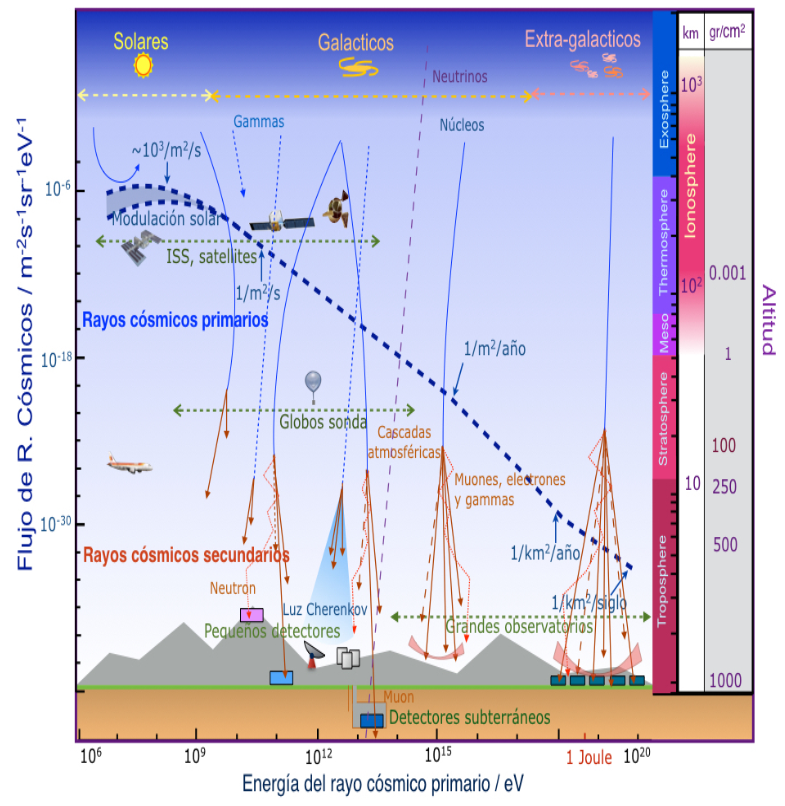 Solares
Galacticos
Extra-galacticos
km
gr/cm²
Neutrinos
Gammas
Núcleos
~10³/m²/s
10³
10⁻⁶
Modulación solar
ISS, satellites
0.001
1/m²/s
10²
Rayos cósmicos primarios
1/m²/año
1
10⁻¹⁸
Globos sonda
Cascadas
atmosféricas
100
Muones, electrones
y gammas
10
250
10⁻³⁰
500
Rayos cósmicos secundarios
1/km²/año
Neutron
Luz Cherenkov
1/km²/siglo
Pequeños detectores
Grandes observatorios
1000
Muon
Detectores subterráneos
10⁶
10⁹
10¹²
10¹⁵
1 Joule
10²⁰
Energía del rayo cósmico primario / eV
Flujo de R. Cósmicos / m⁻²s⁻¹sr⁻¹eV⁻¹
Exosphere
Thermosphere
Meso
Stratosphere
Troposphere
Ionosphere
Altitud